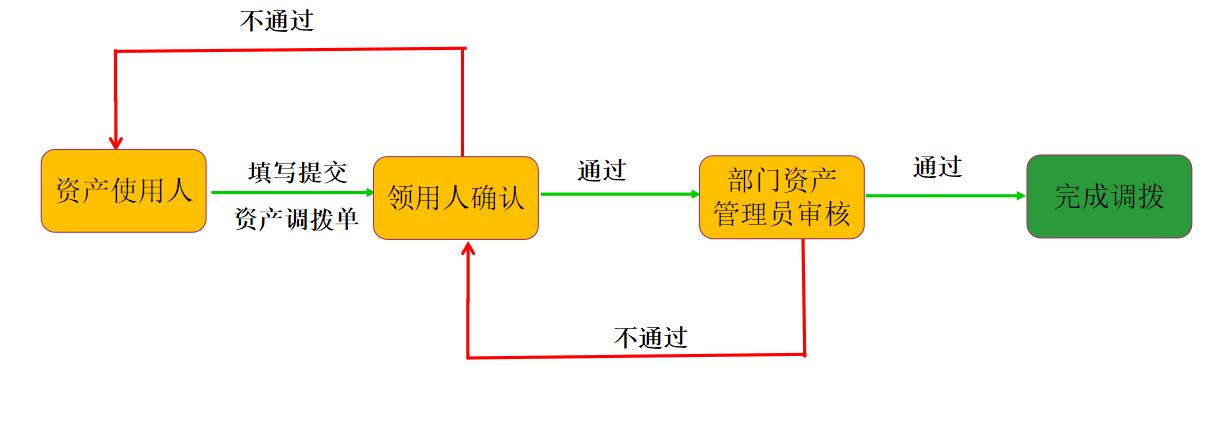 不通过
资产使用人
填写提交
资产调拨单
领用人确认
通过
部门资产
管理员审核
通过
完成调拨
不通过